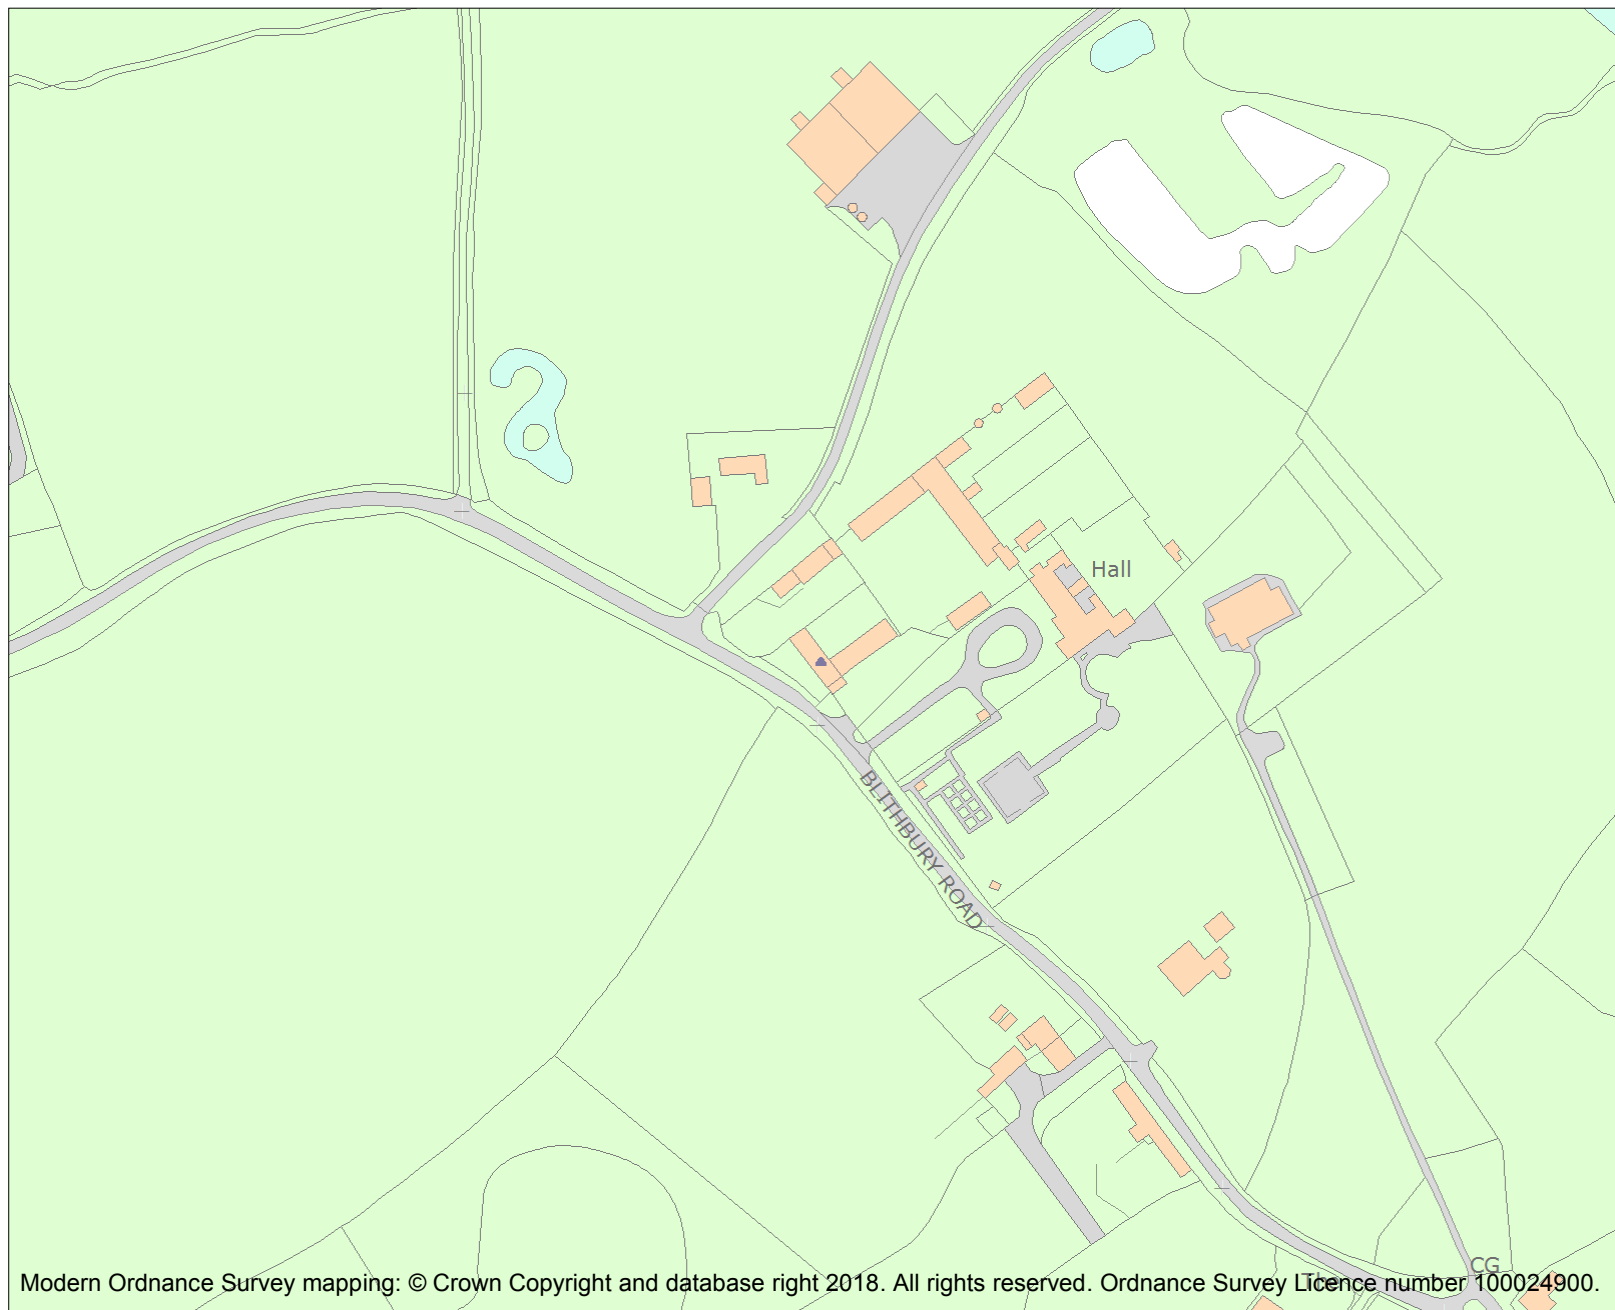 Hall
BLITHBURY ROAD
CG
The
Modern Ordnance Survey mapping: © Crown Copyright and database right 2018. All rights reserved. Ordnance Survey Licence number 100024900.